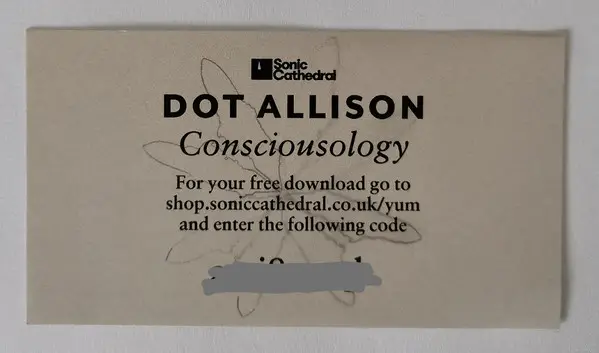 Sonic
Cathedral
DOT ALLISON
Consciousology
For your free download go to
shop.soniccathedral.co.uk/yum
and enter the following code